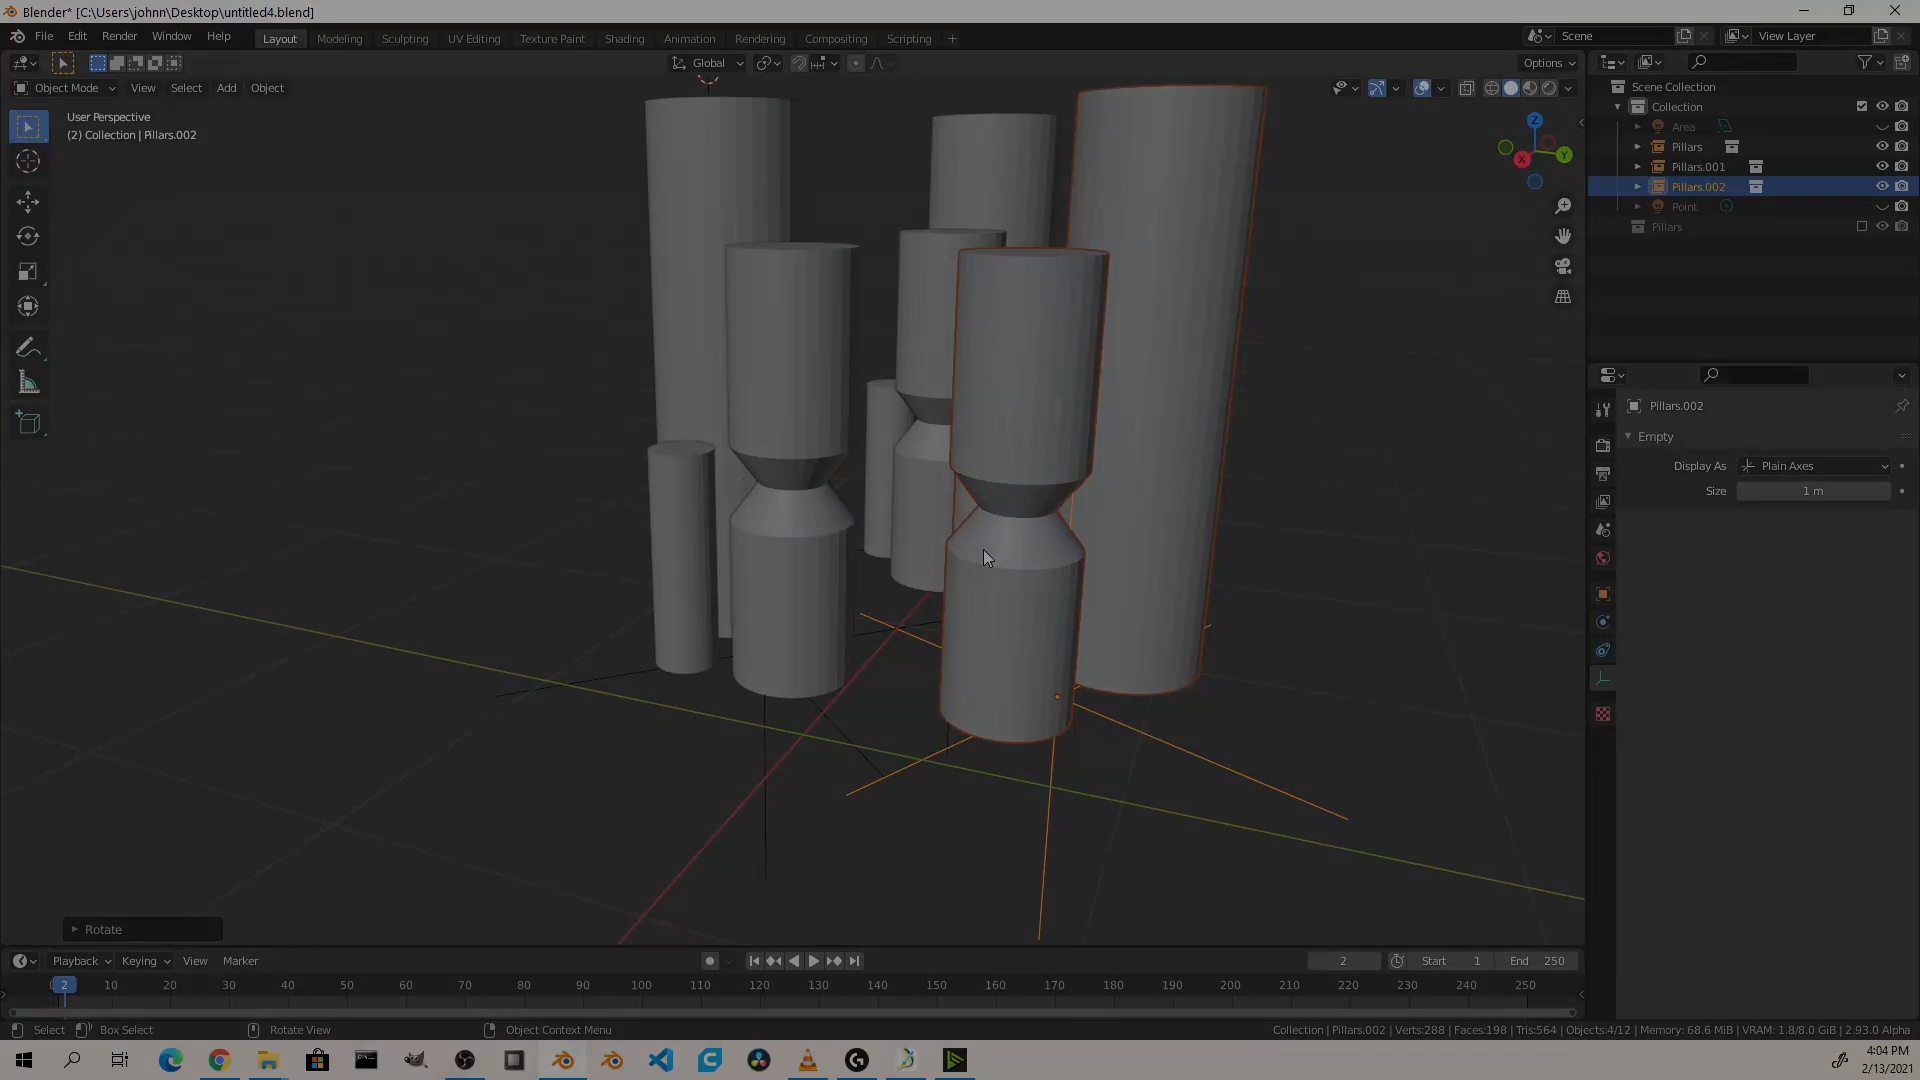 Blender* [C:\Users\johnn\Desktop\untitled4.blend]
File Edit Render Window Help
Layout Modeling Sculpting UV Editing Texture Paint Shading Animation Rendering Compositing Scripting
Scene
View Layer
Global
Options
Object Mode View Select Add Object
User Perspective
(2) Collection | Pillars.002
Z
Y
X
Scene Collection
Collection
Area
Pillars
Pillars.001
Pillars.002
Point
Pillars
Pillars.002
Empty
Display As Plain Axes
Size 1 m
Rotate
Playback Keying View Marker
2
Start 1 End 250
2 10 20 30 40 50 60 70 80 90 100 110 120 130 140 150 160 170 180 190 200 210 220 230 240 250
Select Box Select Rotate View Object Context Menu
Collection | Pillars.002 | Verts:288 | Faces:198 | Tris:564 | Objects:4/12 | Memory: 68.6 MiB | VRAM: 1.8/8.0 GiB | 2.93.0 Alpha
4:04 PM
2/13/2021